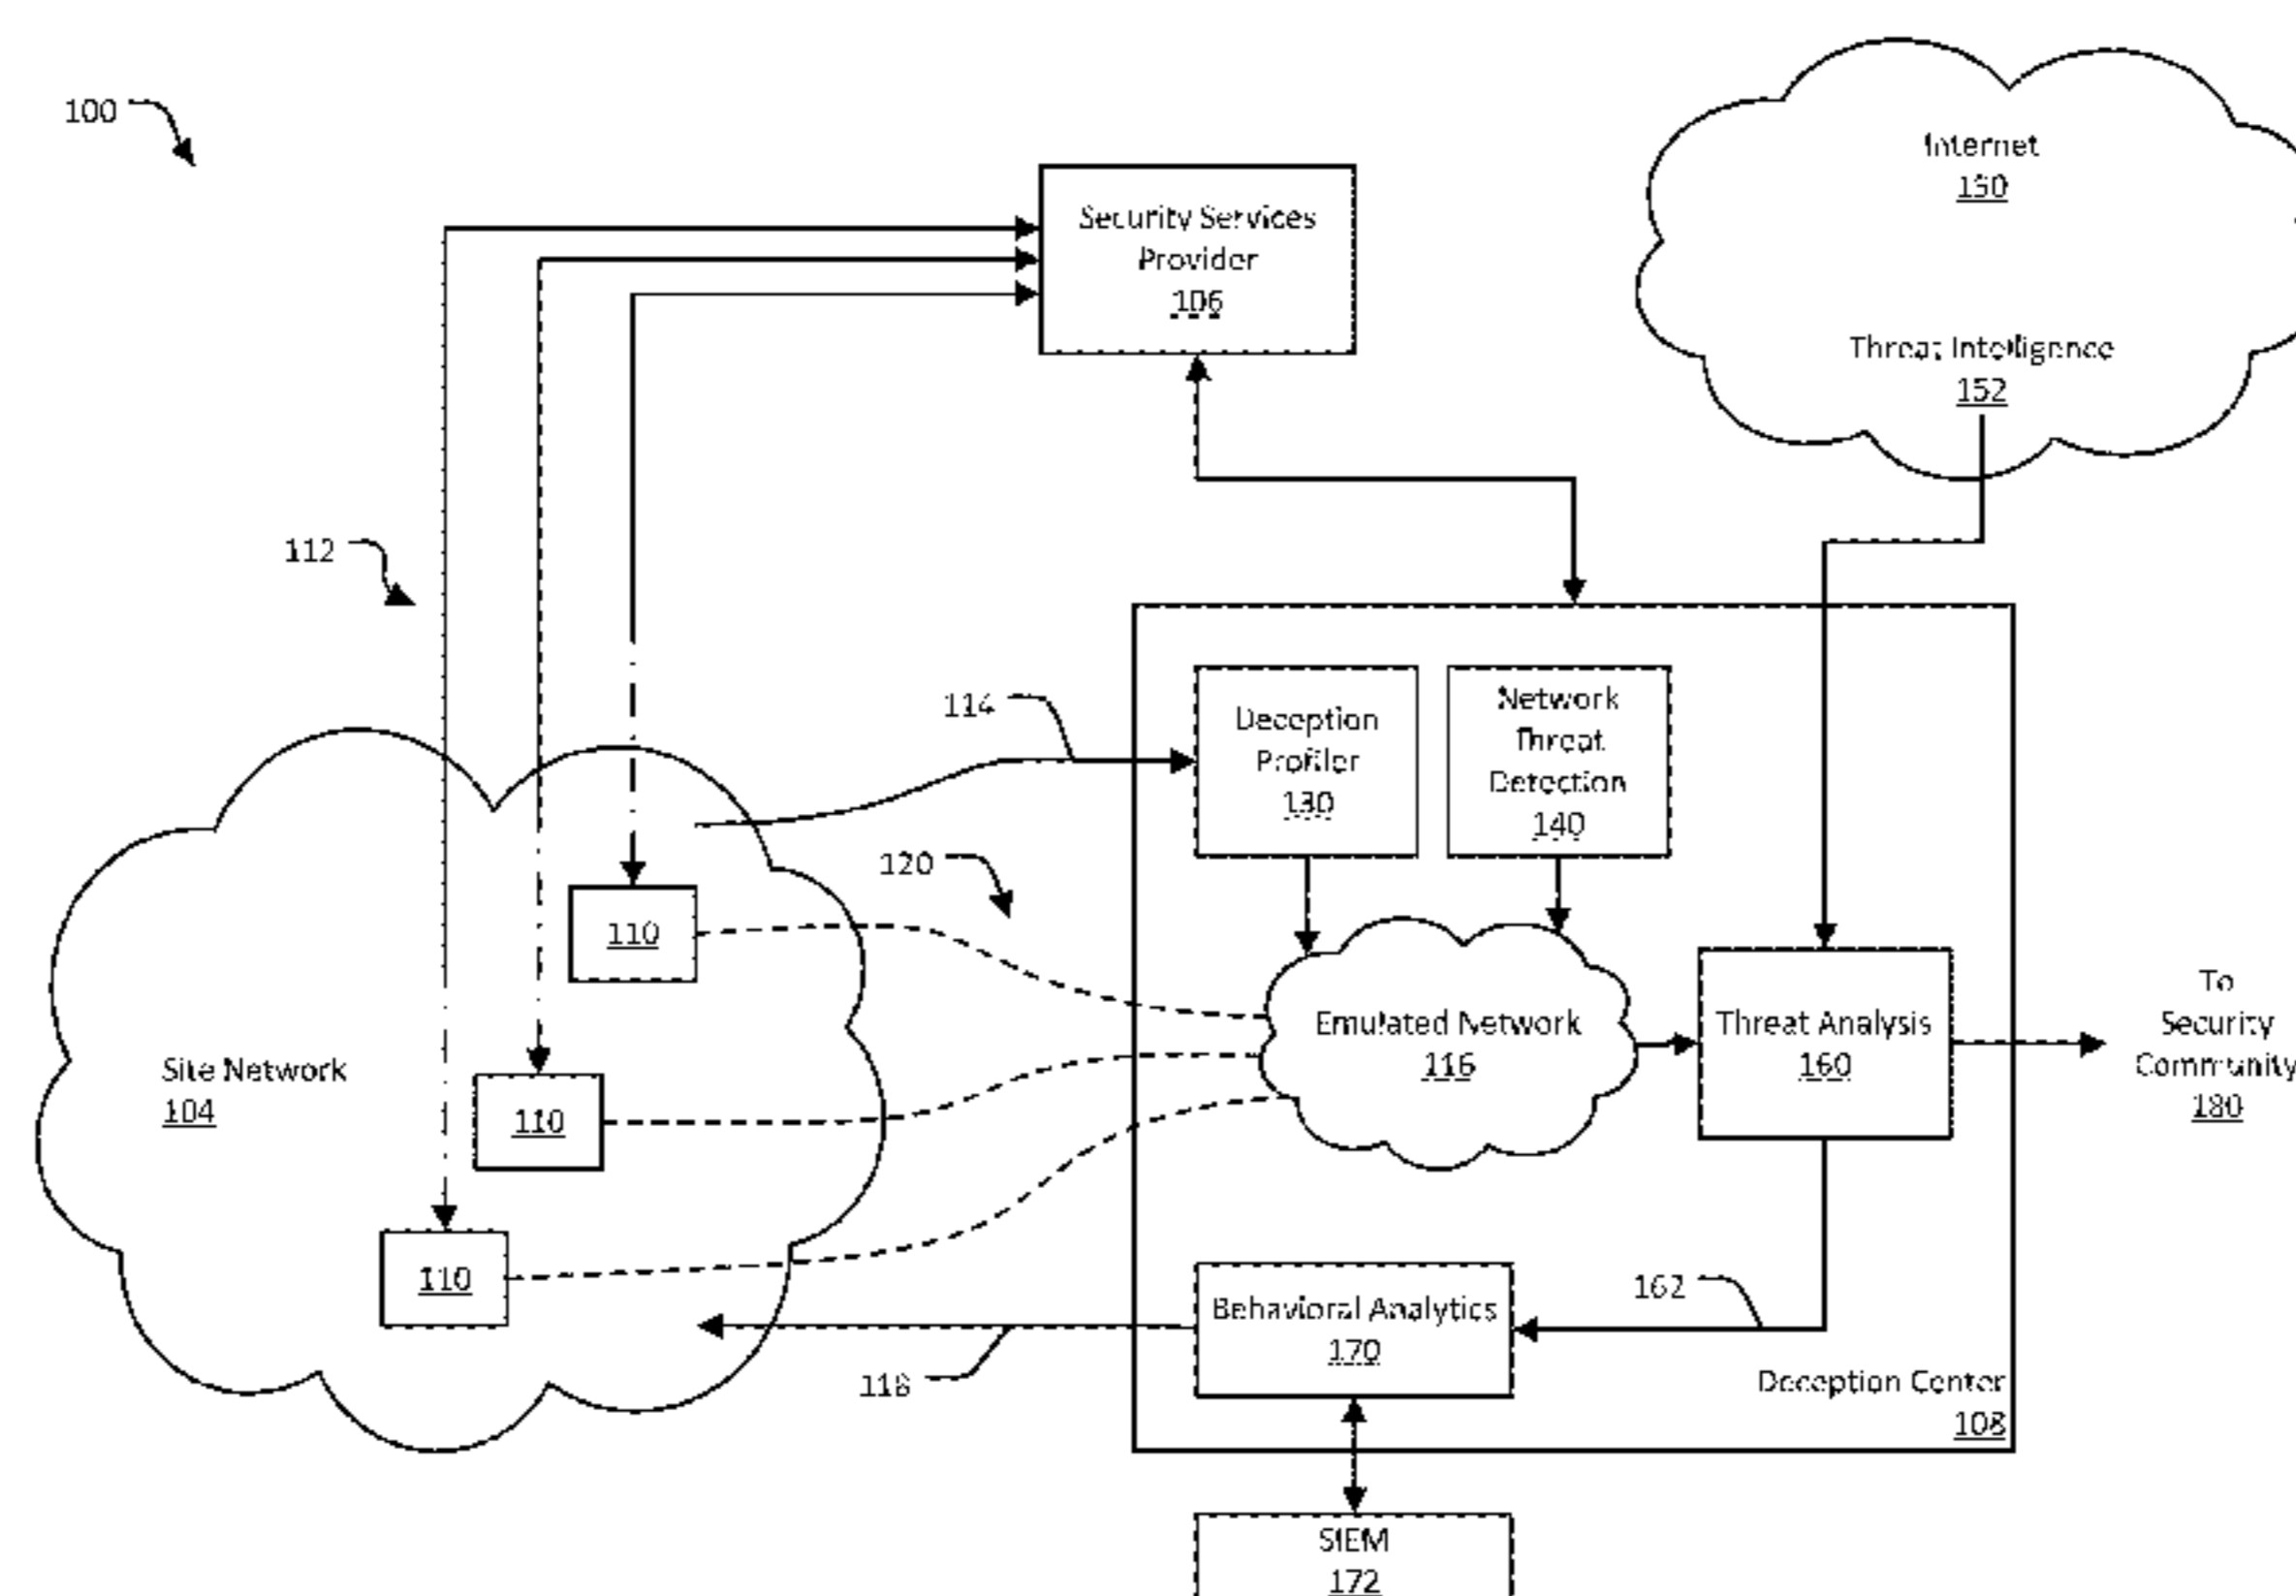 100
Internet
150
Security Services
Provider
106
Threat Intelligence
152
112
114
Deception
Profiler
130
Network
Threat
Detection
140
120
110
To
Security
Community
180
Emulated Network
116
Threat Analysis
160
Site Network
104
110
110
162
Behavioral Analytics
170
118
Deception Center
108
SIEM
172